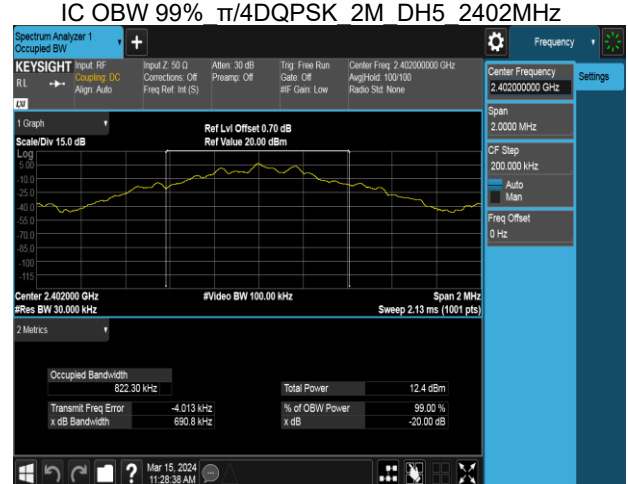 IC OBW 99%_π/4DQPSK_2M_DH5_2402MHz
Spectrum Analyzer 1
Occupied BW
+
Frequency
KEYSIGHT
RL
LXI
Input: RF
Coupling: DC
Align: Auto
Input Z: 50 Ω
Corrections: Off
Freq Ref: Int (S)
Atten: 30 dB
Preamp: Off
Trig: Free Run
Gate: Off
#IF Gain: Low
Center Freq: 2.402000000 GHz
Avg|Hold: 100/100
Radio Std: None
Center Frequency
2.402000000 GHz
Settings
Span
2.0000 MHz
CF Step
200.000 kHz
Auto
Man
Freq Offset
0 Hz
1 Graph
Scale/Div 15.0 dB
Ref Lvl Offset 0.70 dB
Ref Value 20.00 dBm
Log
5.00
-10.0
-25.0
-40.0
-55.0
-70.0
-85.0
-100
-115
Center 2.402000 GHz
#Res BW 30.000 kHz
#Video BW 100.00 kHz
Span 2 MHz
Sweep 2.13 ms (1001 pts)
2 Metrics
Occupied Bandwidth
822.30 kHz
Total Power 12.4 dBm
Transmit Freq Error -4.013 kHz
% of OBW Power 99.00 %
x dB Bandwidth 690.8 kHz
x dB -20.00 dB
?
Mar 15, 2024
11:28:38 AM